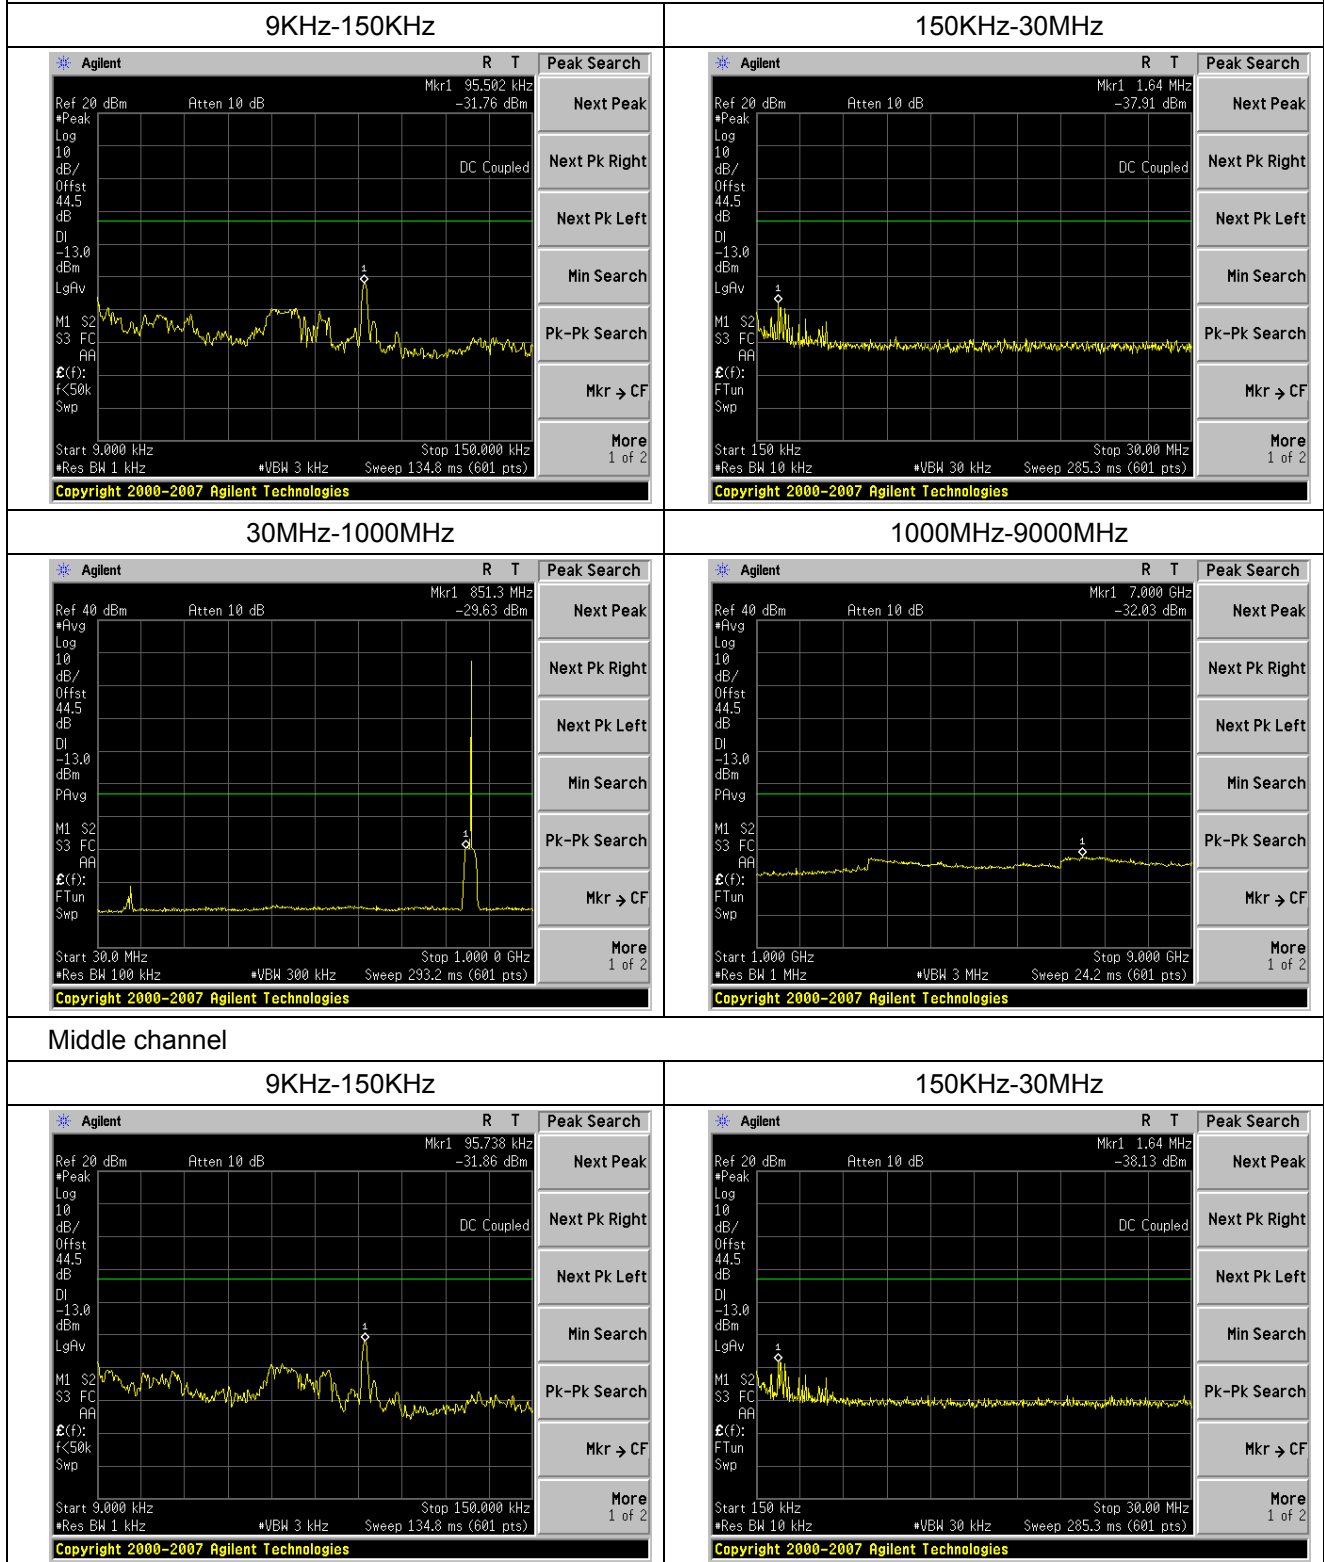 9KHz-150KHz
150KHz-30MHz
Agilent R T Peak Search
Mkr1 95.502 kHz
Ref 20 dBm Atten 10 dB -31.76 dBm
#Peak
Log
10
dB/
Offst
44.5
dB
DI
-13.0
dBm
LgAv
M1 S2
S3 FC
AA
£(f):
f<50k
Swp
DC Coupled
1
Start 9.000 kHz Stop 150.000 kHz
#Res BW 1 kHz #VBW 3 kHz Sweep 134.8 ms (601 pts)
Copyright 2000-2007 Agilent Technologies
Next Peak
Next Pk Right
Next Pk Left
Min Search
Pk-Pk Search
Mkr → CF
More
1 of 2
Agilent R T Peak Search
Mkr1 1.64 MHz
Ref 20 dBm Atten 10 dB -37.91 dBm
#Peak
Log
10
dB/
Offst
44.5
dB
DI
-13.0
dBm
LgAv
M1 S2
S3 FC
AA
£(f):
FTun
Swp
DC Coupled
1
Start 150 kHz Stop 30.00 MHz
#Res BW 10 kHz #VBW 30 kHz Sweep 285.3 ms (601 pts)
Copyright 2000-2007 Agilent Technologies
Next Peak
Next Pk Right
Next Pk Left
Min Search
Pk-Pk Search
Mkr → CF
More
1 of 2
30MHz-1000MHz
1000MHz-9000MHz
Agilent R T Peak Search
Mkr1 851.3 MHz
Ref 40 dBm Atten 10 dB -29.63 dBm
#Avg
Log
10
dB/
Offst
44.5
dB
DI
-13.0
dBm
PAvg
M1 S2
S3 FC
AA
£(f):
FTun
Swp
1
Start 30.0 MHz Stop 1.000 0 GHz
#Res BW 100 kHz #VBW 300 kHz Sweep 293.2 ms (601 pts)
Copyright 2000-2007 Agilent Technologies
Next Peak
Next Pk Right
Next Pk Left
Min Search
Pk-Pk Search
Mkr → CF
More
1 of 2
Agilent R T Peak Search
Mkr1 7.000 GHz
Ref 40 dBm Atten 10 dB -32.03 dBm
#Avg
Log
10
dB/
Offst
44.5
dB
DI
-13.0
dBm
PAvg
M1 S2
S3 FC
AA
£(f):
FTun
Swp
1
Start 1.000 GHz Stop 9.000 GHz
#Res BW 1 MHz #VBW 3 MHz Sweep 24.2 ms (601 pts)
Copyright 2000-2007 Agilent Technologies
Next Peak
Next Pk Right
Next Pk Left
Min Search
Pk-Pk Search
Mkr → CF
More
1 of 2
Middle channel
9KHz-150KHz
150KHz-30MHz
Agilent R T Peak Search
Mkr1 95.738 kHz
Ref 20 dBm Atten 10 dB -31.86 dBm
#Peak
Log
10
dB/
Offst
44.5
dB
DI
-13.0
dBm
LgAv
M1 S2
S3 FC
AA
£(f):
f<50k
Swp
DC Coupled
1
Start 9.000 kHz Stop 150.000 kHz
#Res BW 1 kHz #VBW 3 kHz Sweep 134.8 ms (601 pts)
Copyright 2000-2007 Agilent Technologies
Next Peak
Next Pk Right
Next Pk Left
Min Search
Pk-Pk Search
Mkr → CF
More
1 of 2
Agilent R T Peak Search
Mkr1 1.64 MHz
Ref 20 dBm Atten 10 dB -38.13 dBm
#Peak
Log
10
dB/
Offst
44.5
dB
DI
-13.0
dBm
LgAv
M1 S2
S3 FC
AA
£(f):
FTun
Swp
DC Coupled
1
Start 150 kHz Stop 30.00 MHz
#Res BW 10 kHz #VBW 30 kHz Sweep 285.3 ms (601 pts)
Copyright 2000-2007 Agilent Technologies
Next Peak
Next Pk Right
Next Pk Left
Min Search
Pk-Pk Search
Mkr → CF
More
1 of 2